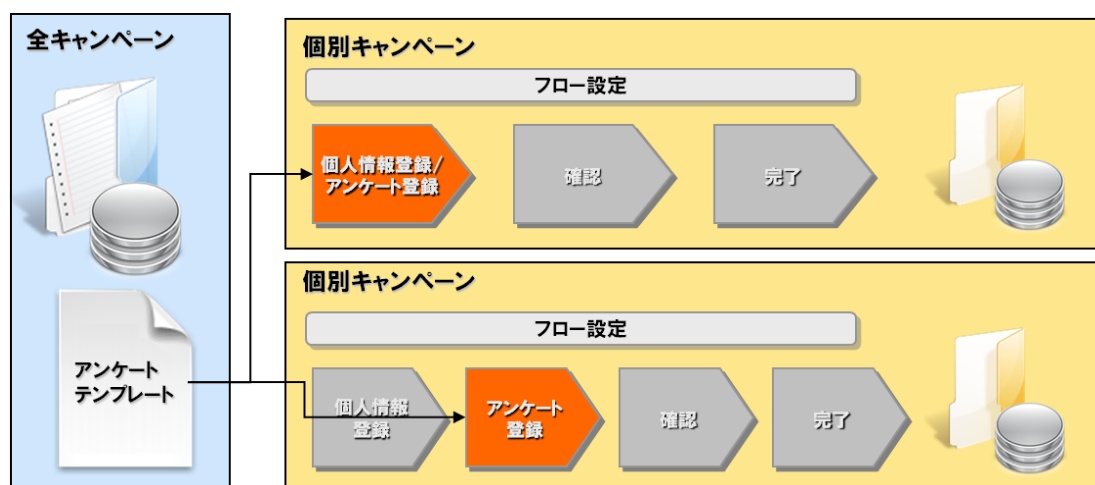 全キャンペーン
アンケート
テンプレート
個別キャンペーン
フロー設定
個人情報登録/
アンケート登録
確認
完了
個別キャンペーン
フロー設定
個人情報
登録
アンケート
登録
確認
完了